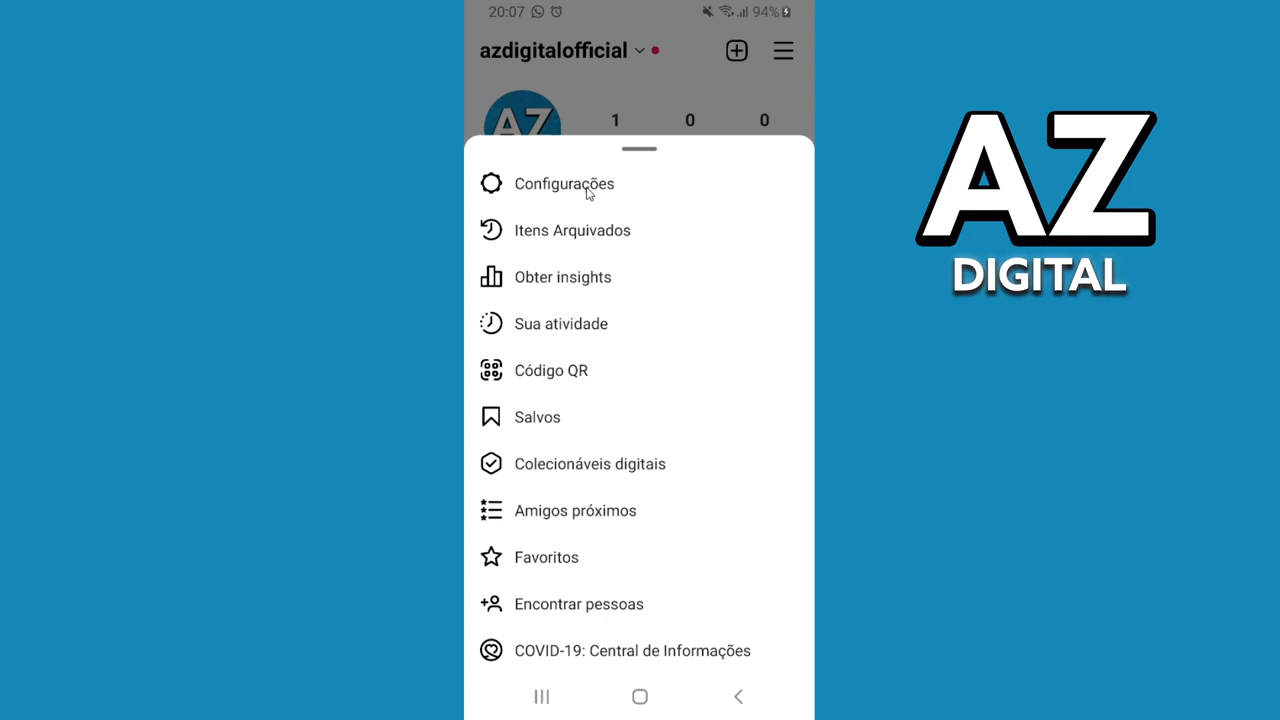 20:07 94%
azdigitalofficial
AZ
1 0 0
Configurações
Itens Arquivados
Obter insights
Sua atividade
Código QR
Salvos
Colecionáveis digitais
Amigos próximos
Favoritos
Encontrar pessoas
COVID-19: Central de Informações
AZ
DIGITAL